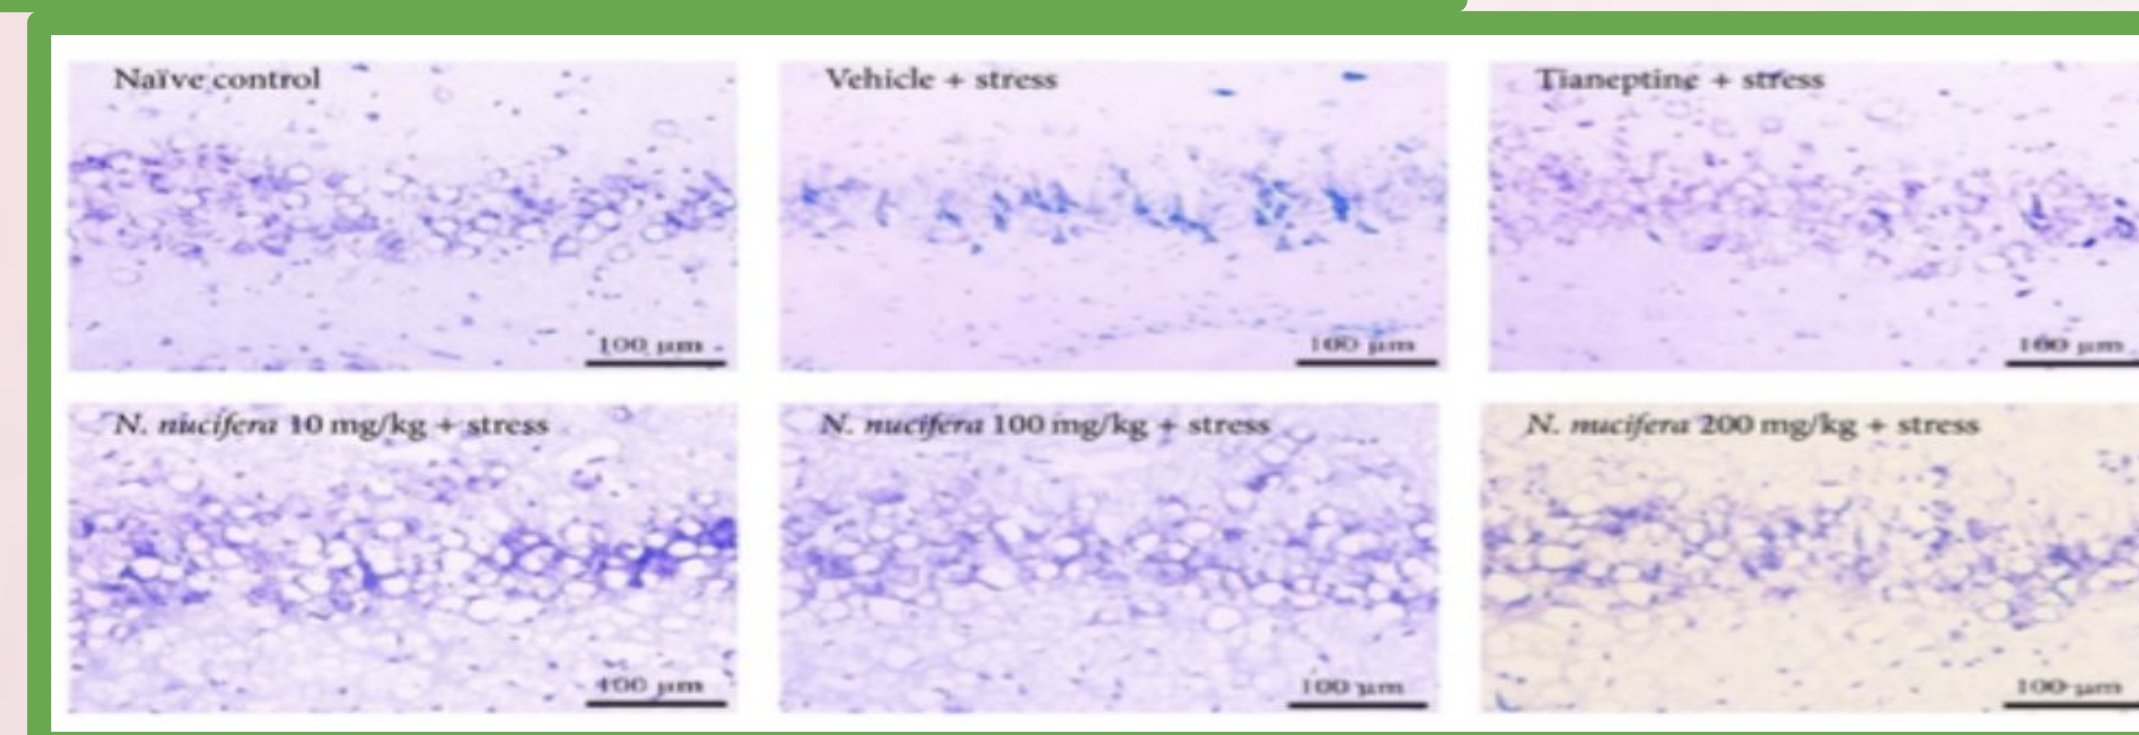 Naïve control
Vehicle + stress
Tianeptine + stress
100 µm
100 µm
100 µm
N. nucifera 10 mg/kg + stress
N. nucifera 100 mg/kg + stress
N. nucifera 200 mg/kg + stress
100 µm
100 µm
100 µm